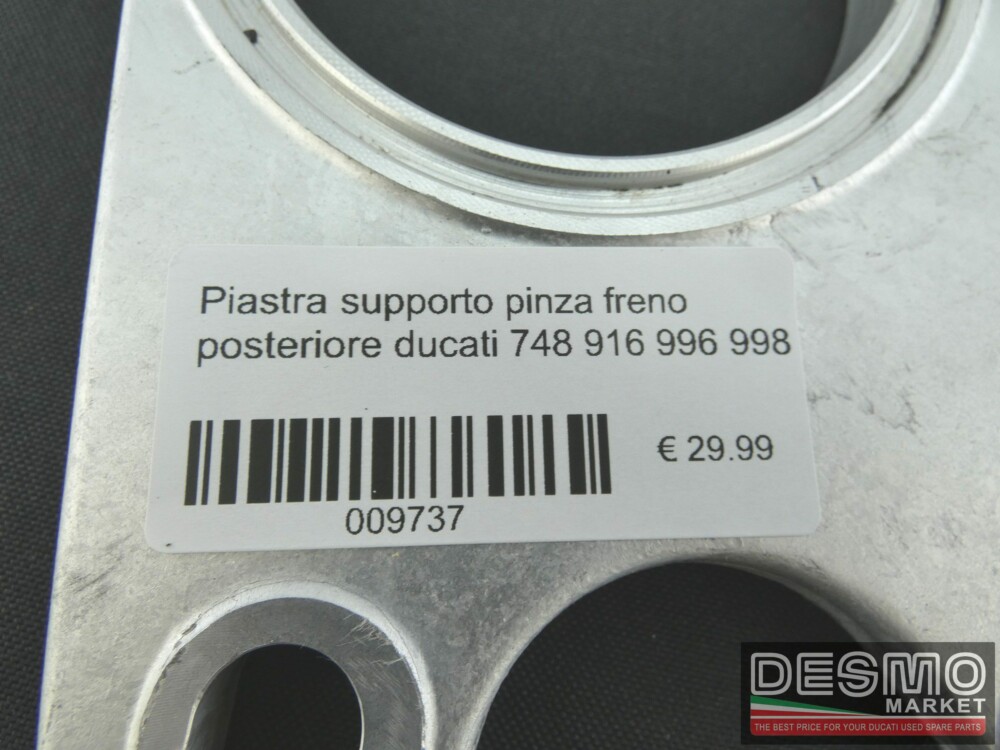 Piastra supporto pinza freno
posteriore ducati 748 916 996 998
€ 29.99
009737
DESMO
MARKET
THE BEST PRICE FOR YOUR DUCATI USED SPARE PARTS